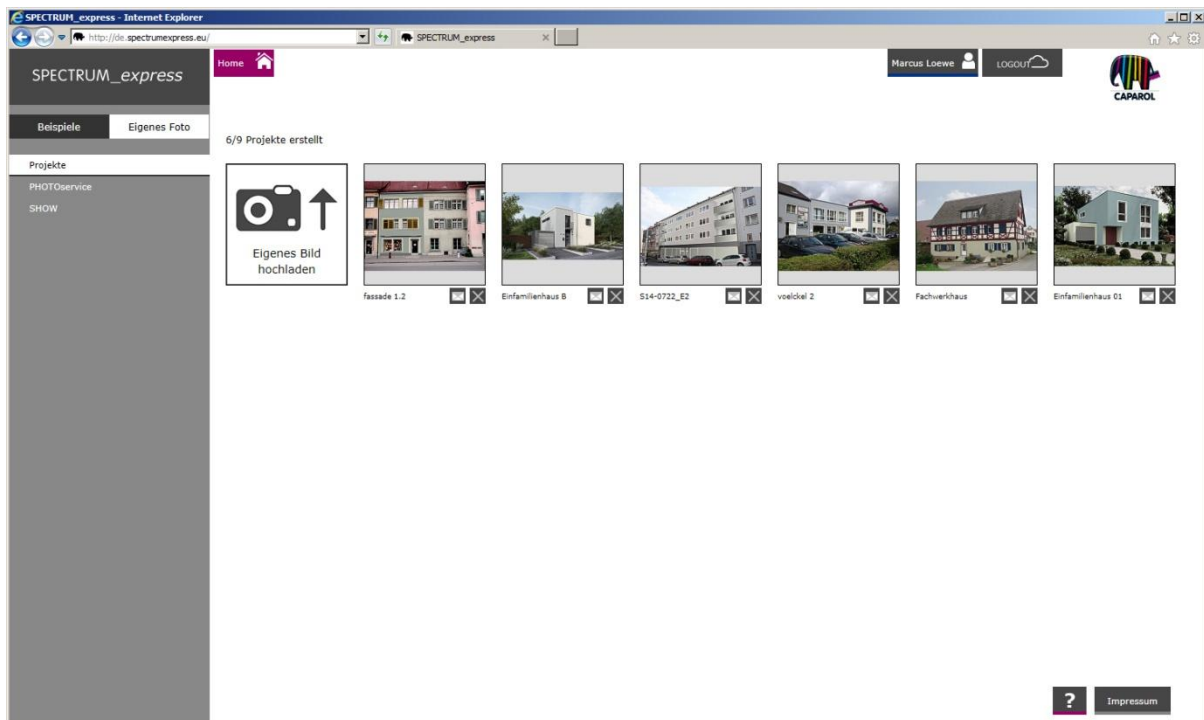 SPECTRUM_express - Internet Explorer
http://de.spectrumexpress.eu/
SPECTRUM_express
SPECTRUM_express
Home
Marcus Loewe
LOGOUT
CAPAROL
Beispiele
Eigenes Foto
Projekte
PHOTOservice
SHOW
6/9 Projekte erstellt
Eigenes Bild
hochladen
fassade 1.2
Einfamilienhaus B
S14-0722_E2
voelckel 2
Fachwerkhaus
Einfamilienhaus 01
?
Impressum